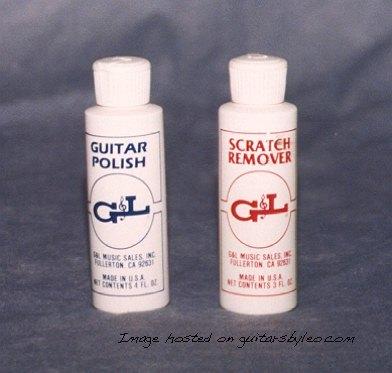 GUITAR
POLISH
G&L
G&L MUSIC SALES, INC.
FULLERTON CA 92631
MADE IN U.S.A.
NET CONTENTS 4 FL. OZ.
SCRATCH
REMOVER
G&L
G&L MUSIC SALES, INC.
FULLERTON CA 92631
MADE IN U.S.A.
NET CONTENTS 3 FL. OZ.
Image hosted on guitarsbyleo.com